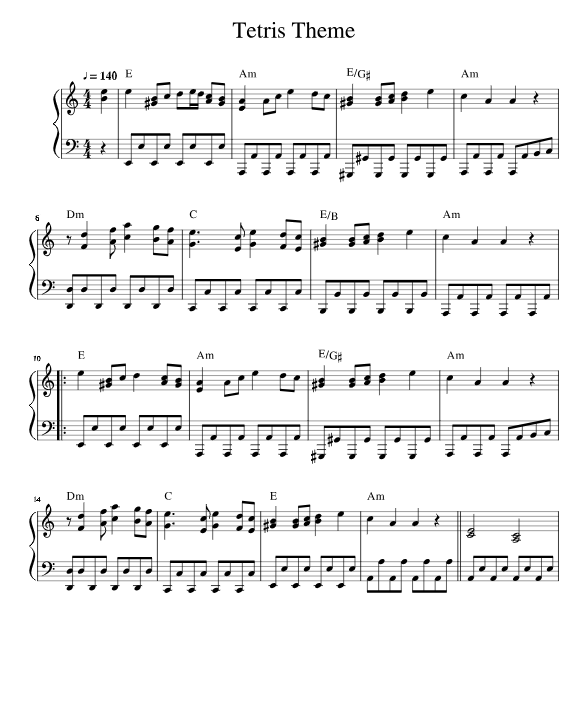 Tetris Theme
♩ = 140
E Am E/G♯ Am
6
Dm C E/B Am
10
E Am E/G♯ Am
14
Dm C E Am